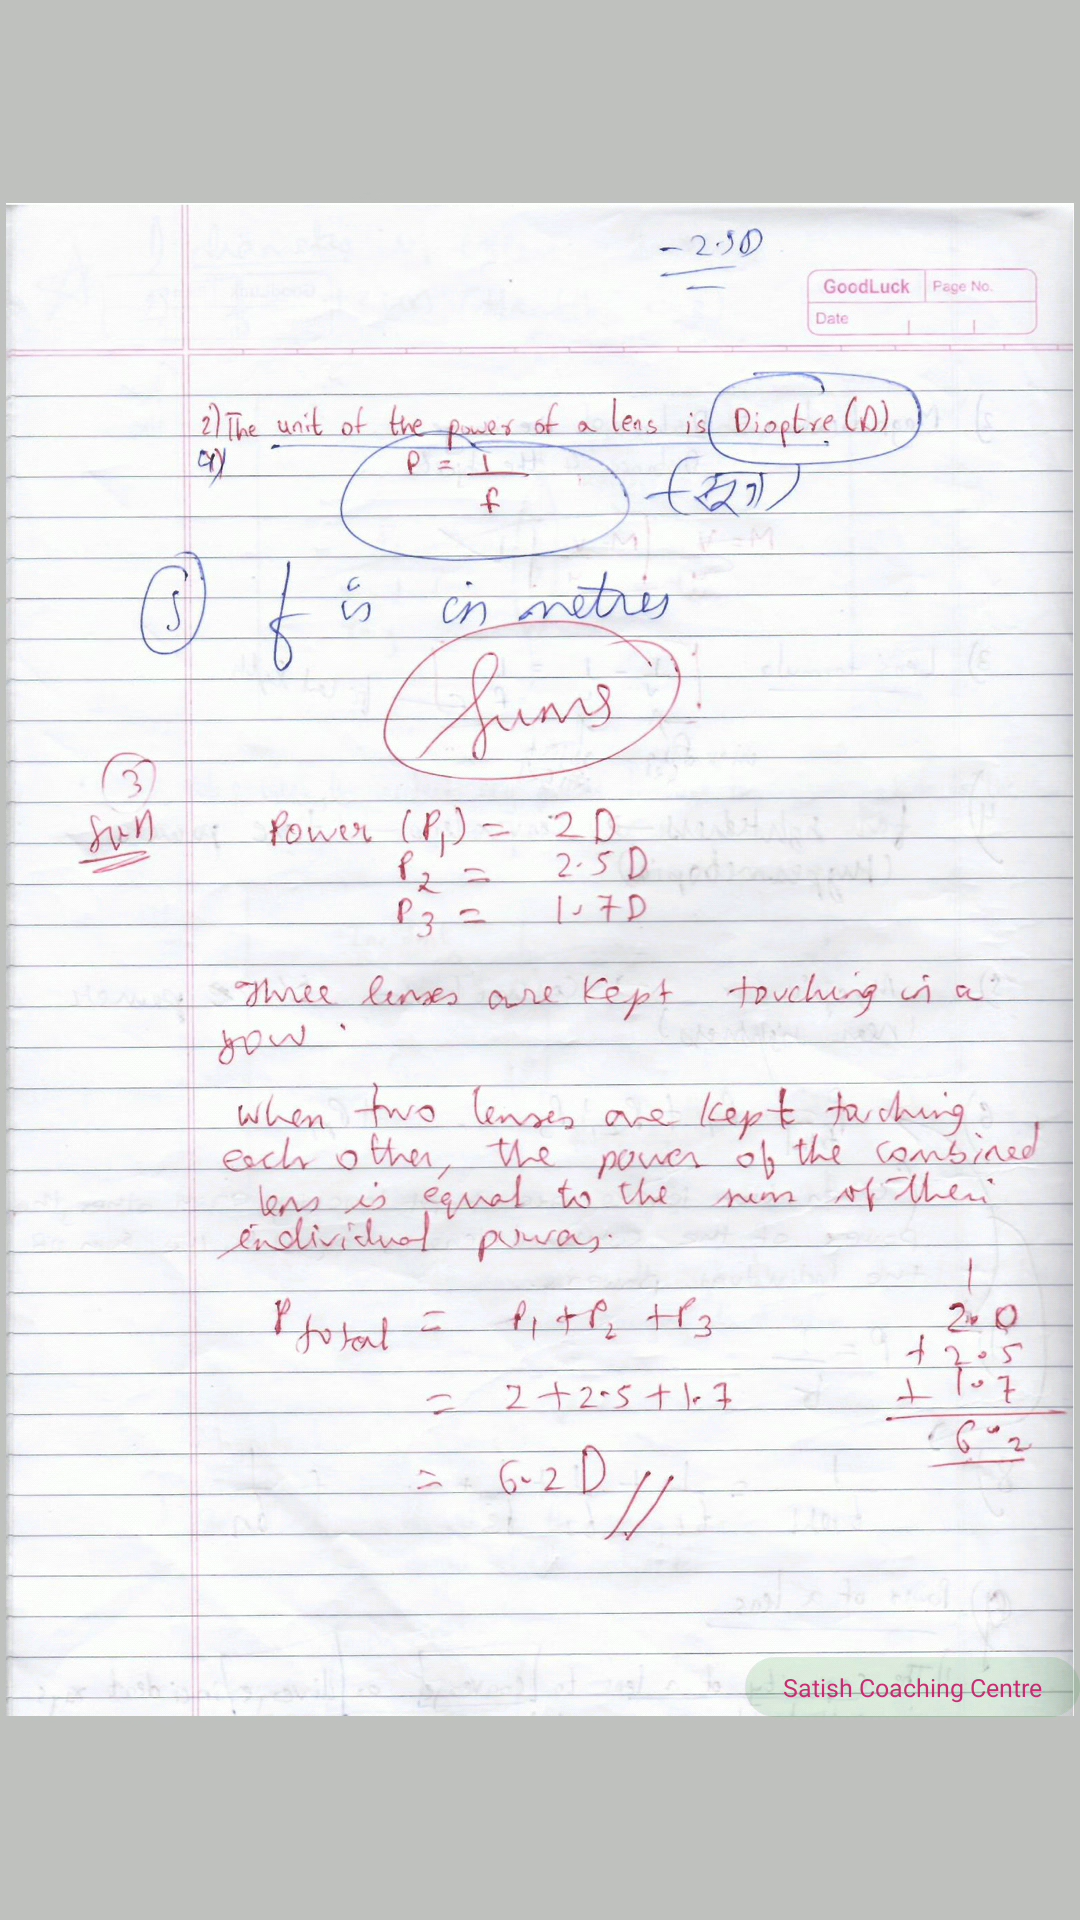 - 2.5D
GoodLuck
Page No.
Date
2) The unit of the power of a lens is Dioptre (D)
P = 1
f
5 f is in metres
Sums
3
Sum
Power (P1) = 2 D
P2 = 2.5 D
P3 = 1.7 D
Three lenses are kept touching in a
row.
When two lenses are kept touching
each other, the power of the combined
lens is equal to the sum of their
individual powers.
P total = P1 + P2 + P3
= 2 + 2.5 + 1.7
= 6.2 D //
1
2.0
+ 2.5
+ 1.7
6.2
Satish Coaching Centre